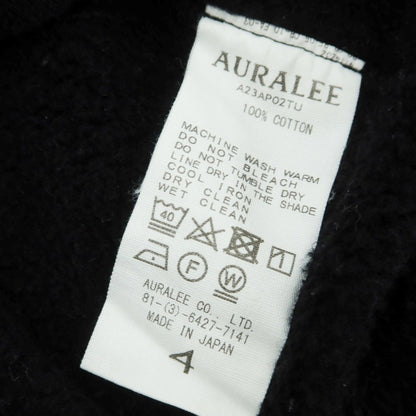 AURALEE
A23AP02TU
100% COTTON
MACHINE WASH WARM
DO NOT BLEACH
DO NOT TUMBLE DRY
LINE DRY IN THE SHADE
COOL IRON
DRY CLEAN
WET CLEAN
40
F
W
AURALEE CO., LTD.
81-(3)-6427-7141
MADE IN JAPAN
4